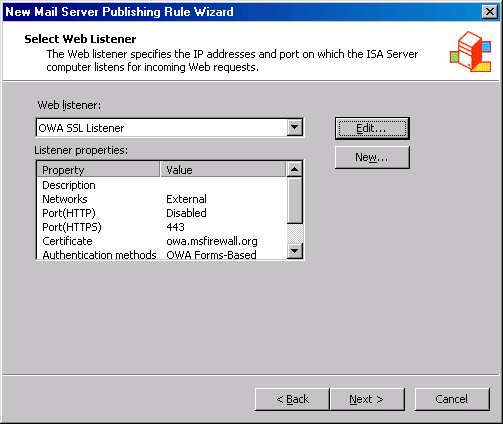 New Mail Server Publishing Rule Wizard
Select Web Listener
The Web listener specifies the IP addresses and port on which the ISA Server
computer listens for incoming Web requests.
Web listener:
OWA SSL Listener
Edit...
Listener properties:
New...
Property Value
Description
Networks External
Port(HTTP) Disabled
Port(HTTPS) 443
Certificate owa.msfirewall.org
Authentication methods OWA Forms-Based
< Back Next > Cancel